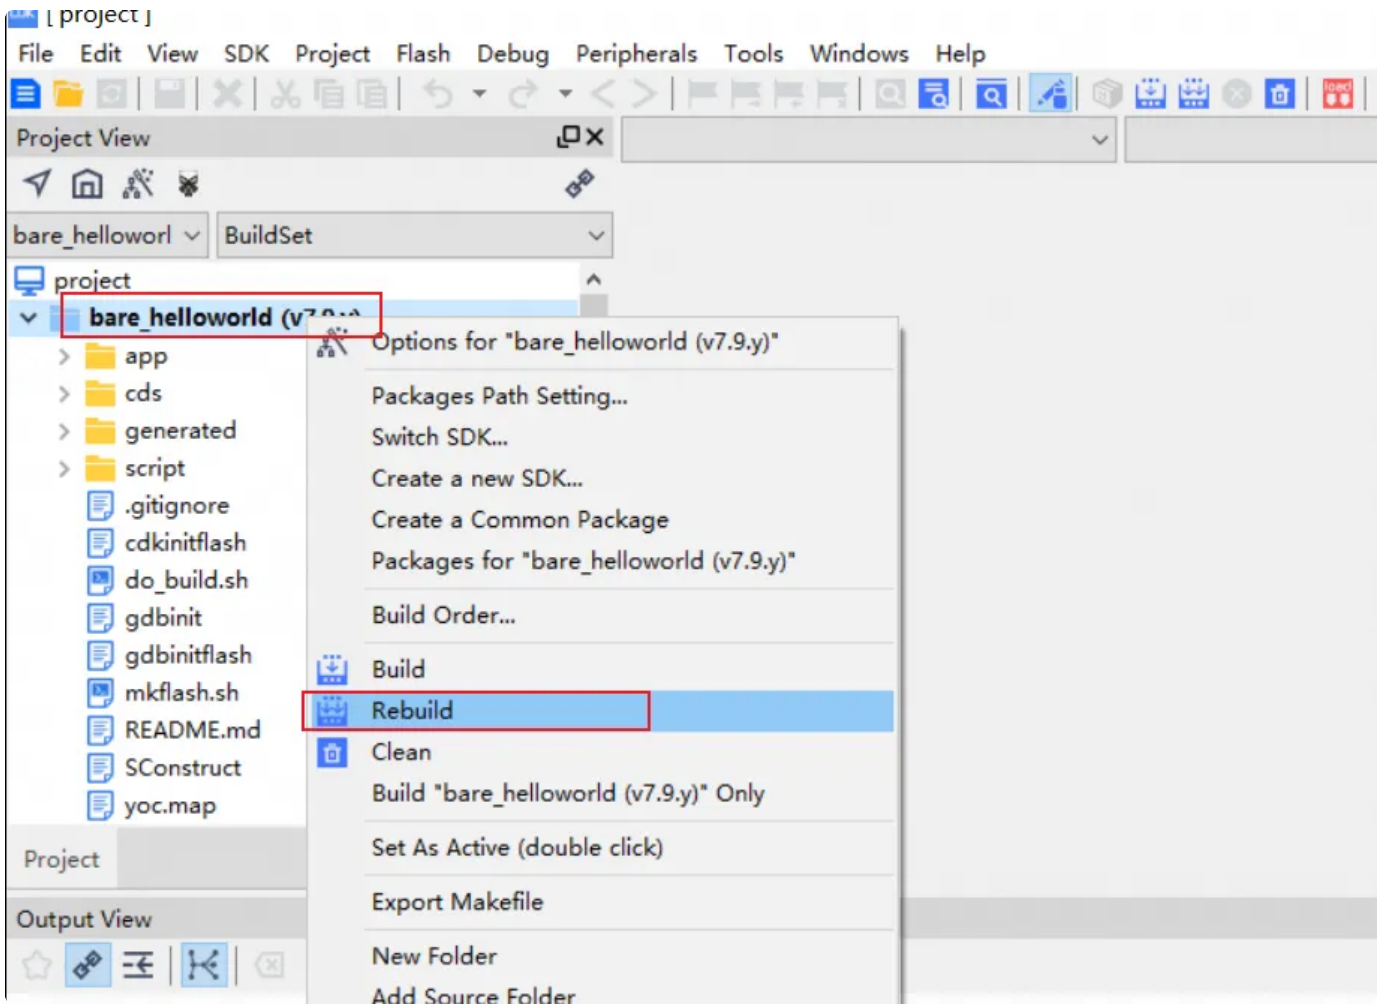 [ project ]
File Edit View SDK Project Flash Debug Peripherals Tools Windows Help
load
Project View
bare_helloworl BuildSet
project
bare_helloworld (v7.9.y)
app
cds
generated
script
.gitignore
cdkinitflash
do_build.sh
gdbinit
gdbinitflash
mkflash.sh
README.md
SConstruct
yoc.map
Project
Output View
Options for "bare_helloworld (v7.9.y)"
Packages Path Setting...
Switch SDK...
Create a new SDK...
Create a Common Package
Packages for "bare_helloworld (v7.9.y)"
Build Order...
Build
Rebuild
Clean
Build "bare_helloworld (v7.9.y)" Only
Set As Active (double click)
Export Makefile
New Folder
Add Source Folder